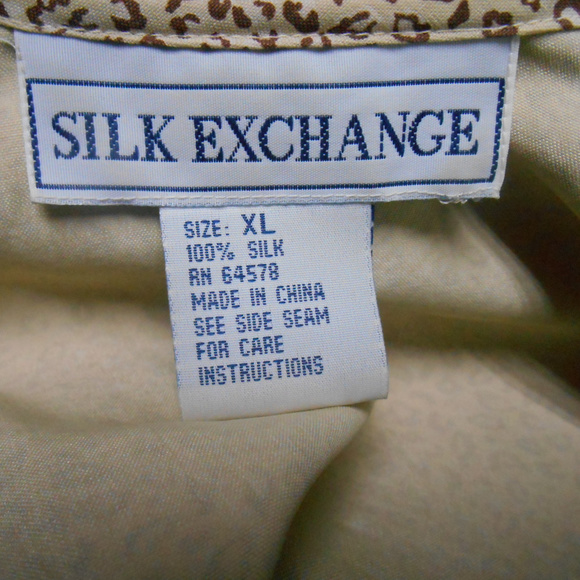 SILK EXCHANGE
SIZE: XL
100% SILK
RN 64578
MADE IN CHINA
SEE SIDE SEAM
FOR CARE
INSTRUCTIONS